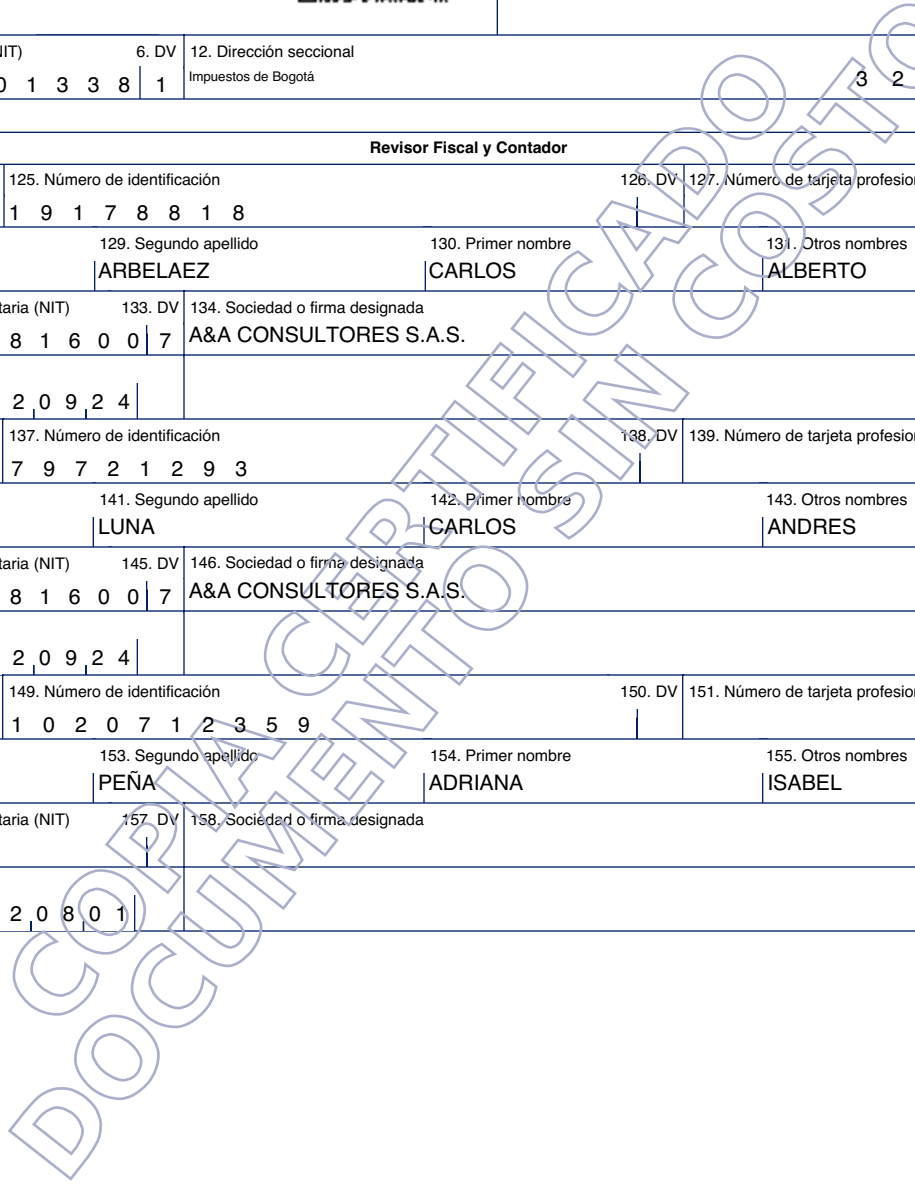 NIT) 6. DV 12. Dirección seccional
0 1 3 3 8 1 Impuestos de Bogotá 3 2
Revisor Fiscal y Contador
125. Número de identificación 126. DV 127. Número de tarjeta profesion
1 9 1 7 8 8 1 8
129. Segundo apellido 130. Primer nombre 131. Otros nombres
ARBELAEZ CARLOS ALBERTO
taria (NIT) 133. DV 134. Sociedad o firma designada
8 1 6 0 0 7 A&A CONSULTORES S.A.S.
2 0 9 2 4
137. Número de identificación 138. DV 139. Número de tarjeta profesion
7 9 7 2 1 2 9 3
141. Segundo apellido 142. Primer nombre 143. Otros nombres
LUNA CARLOS ANDRES
taria (NIT) 145. DV 146. Sociedad o firma designada
8 1 6 0 0 7 A&A CONSULTORES S.A.S.
2 0 9 2 4
149. Número de identificación 150. DV 151. Número de tarjeta profesion
1 0 2 0 7 1 2 3 5 9
153. Segundo apellido 154. Primer nombre 155. Otros nombres
PEÑA ADRIANA ISABEL
taria (NIT) 157. DV 158. Sociedad o firma designada
2 0 8 0 1
COPIA CERTIFICADO
DOCUMENTO SIN COSTO